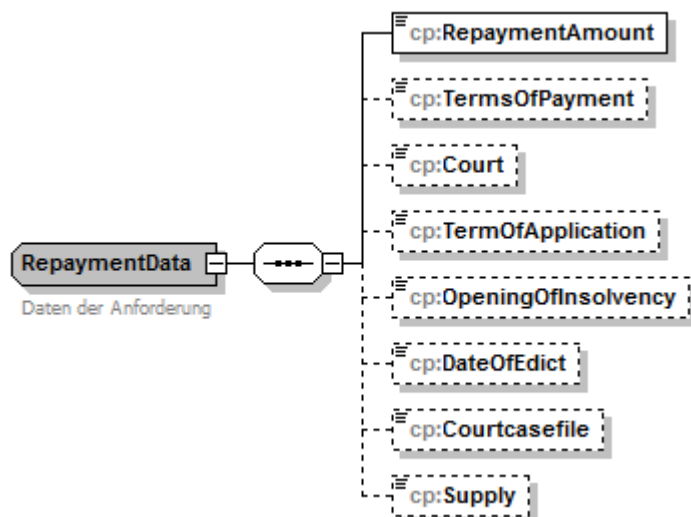 cp:RepaymentAmount
cp:TermsOfPayment
cp:Court
cp:TermOfApplication
RepaymentData
Daten der Anforderung
cp:OpeningOfInsolvency
cp:DateOfEdict
cp:Courtcasefile
cp:Supply